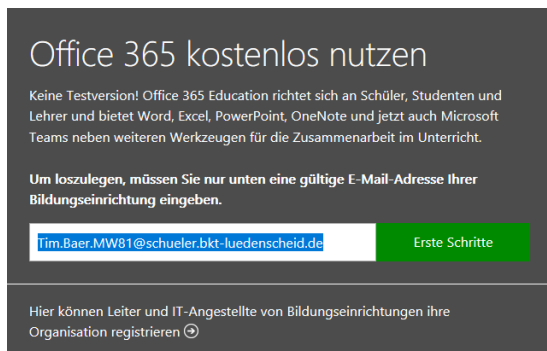 Office 365 kostenlos nutzen
Keine Testversion! Office 365 Education richtet sich an Schüler, Studenten und
Lehrer und bietet Word, Excel, PowerPoint, OneNote und jetzt auch Microsoft
Teams neben weiteren Werkzeugen für die Zusammenarbeit im Unterricht.
Um loszulegen, müssen Sie nur unten eine gültige E-Mail-Adresse Ihrer
Bildungseinrichtung eingeben.
Tim.Baer.MW81@schueler.bkt-luedenscheid.de
Erste Schritte
Hier können Leiter und IT-Angestellte von Bildungseinrichtungen ihre
Organisation registrieren